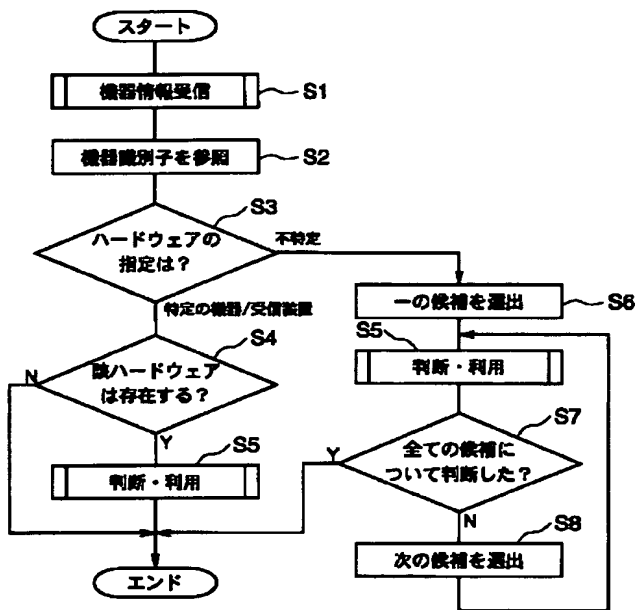 スタート
機器情報受信
S1
機器識別子を参照
S2
S3
ハードウェアの
指定は?
不特定
特定の機器/受信装置
一の候補を選出
S6
S4
N
該ハードウェア
は存在する?
Y
S5
判断・利用
S5
判断・利用
S7
Y
全ての候補に
ついて判断した?
N
S8
次の候補を選出
エンド